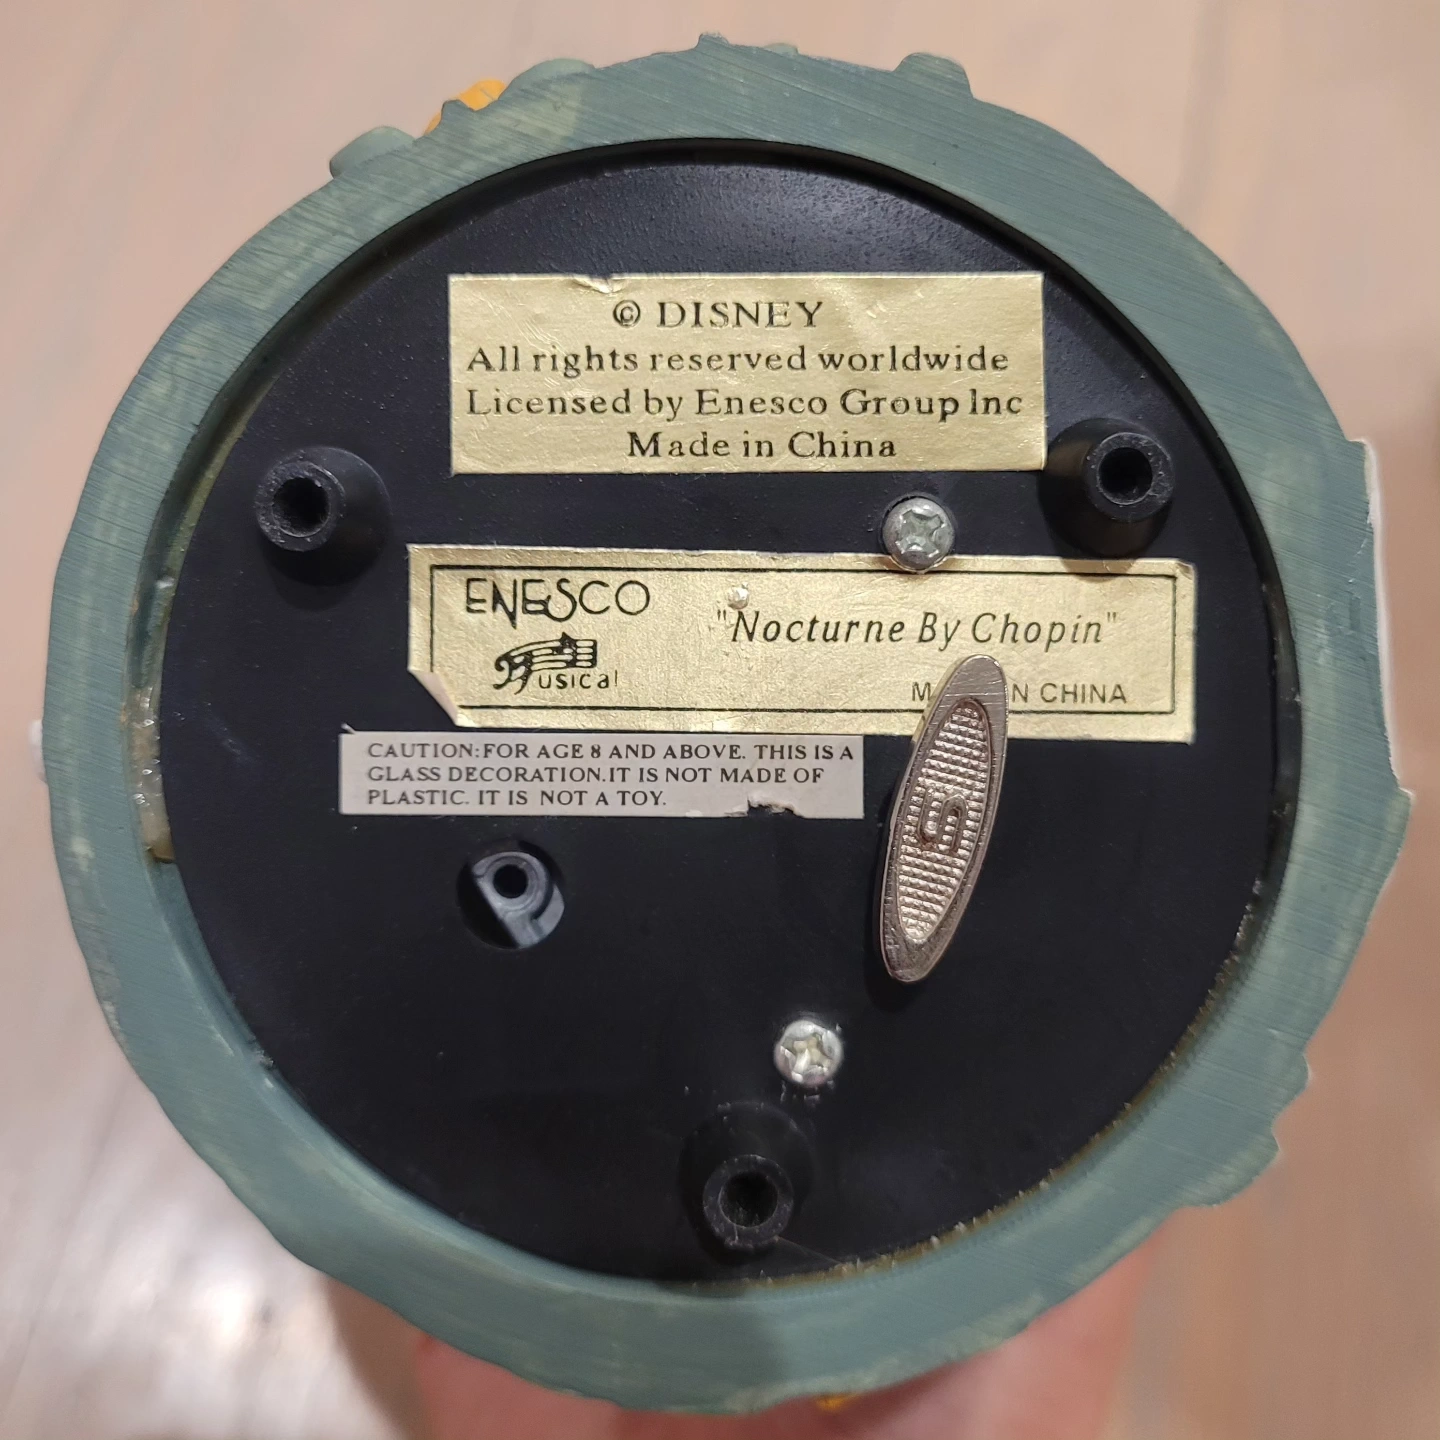 © DISNEY
All rights reserved worldwide
Licensed by Enesco Group Inc
Made in China
ENESCO
Musical
"Nocturne By Chopin"
CHINA
CAUTION:FOR AGE 8 AND ABOVE. THIS IS A
GLASS DECORATION.IT IS NOT MADE OF
PLASTIC. IT IS NOT A TOY.
S